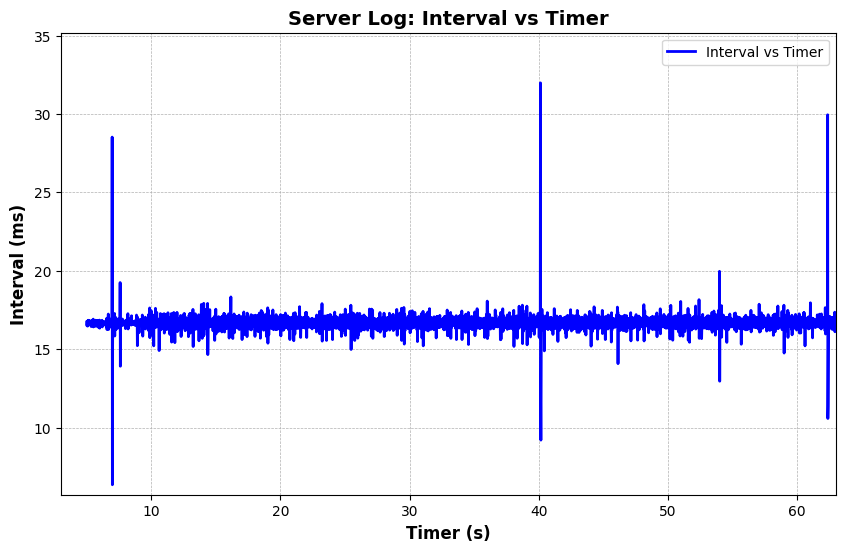 Server Log: Interval vs Timer
Interval vs Timer
Interval (ms)
35
30
25
20
15
10
10 20 30 40 50 60
Timer (s)